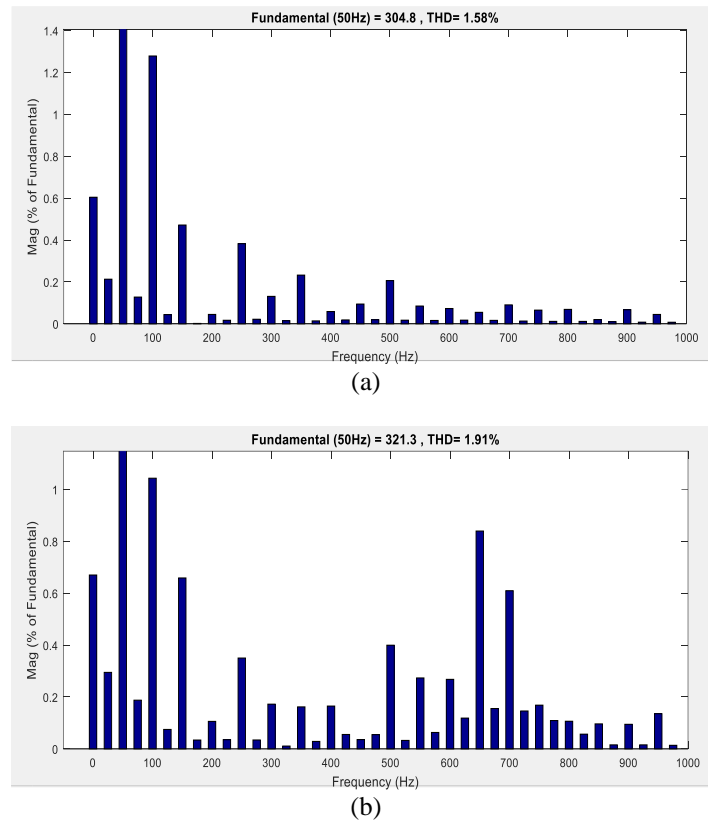 Fundamental (50Hz) = 304.8 , THD= 1.58%
1.4
1.2
1
0.8
0.6
0.4
0.2
0
Mag (% of Fundamental)
0 100 200 300 400 500 600 700 800 900 1000
Frequency (Hz)
(a)
Fundamental (50Hz) = 321.3 , THD= 1.91%
1
0.8
0.6
0.4
0.2
0
Mag (% of Fundamental)
0 100 200 300 400 500 600 700 800 900 1000
Frequency (Hz)
(b)